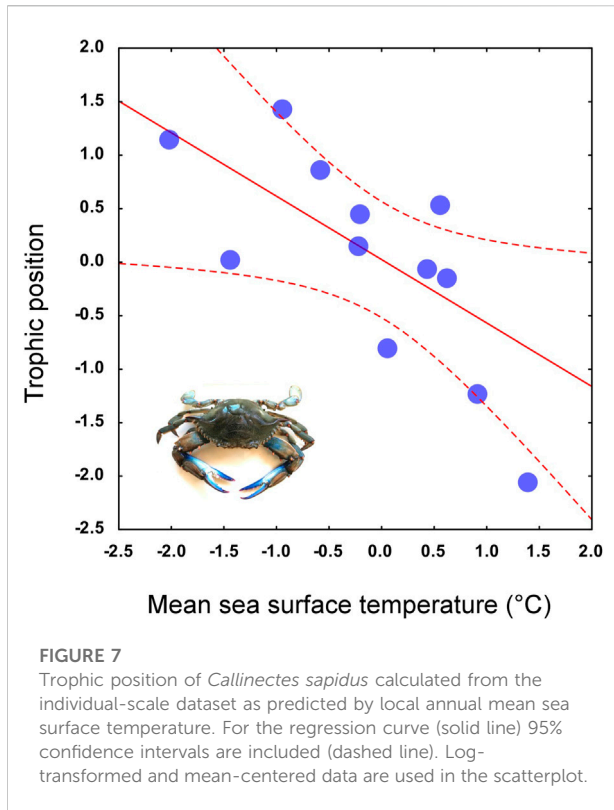 2.0
1.5
1.0
0.5
0.0
-0.5
-1.0
-1.5
-2.0
-2.5
Trophic position
-2.5 -2.0 -1.5 -1.0 -0.5 0.0 0.5 1.0 1.5 2.0
Mean sea surface temperature (°C)
FIGURE 7
Trophic position of Callinectes sapidus calculated from the
individual-scale dataset as predicted by local annual mean sea
surface temperature. For the regression curve (solid line) 95%
confidence intervals are included (dashed line). Log-
transformed and mean-centered data are used in the scatterplot.